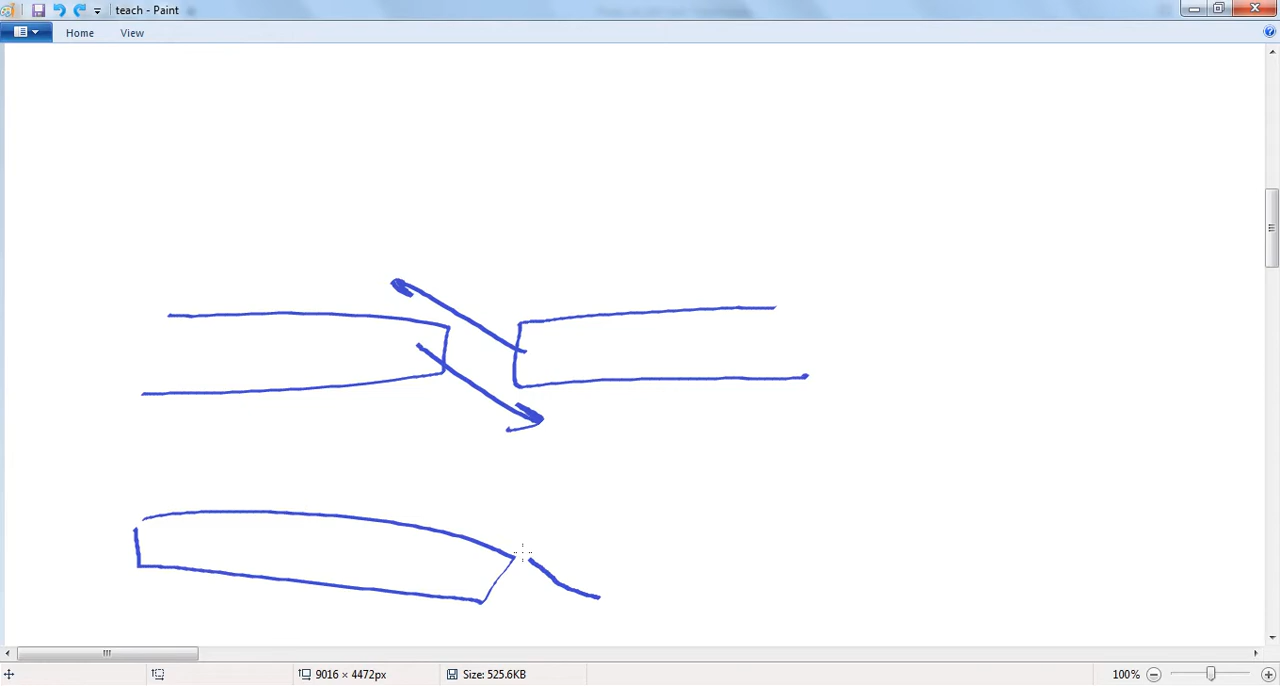 teach - Paint
Home View
9016 × 4472px
Size: 525.6KB
100%